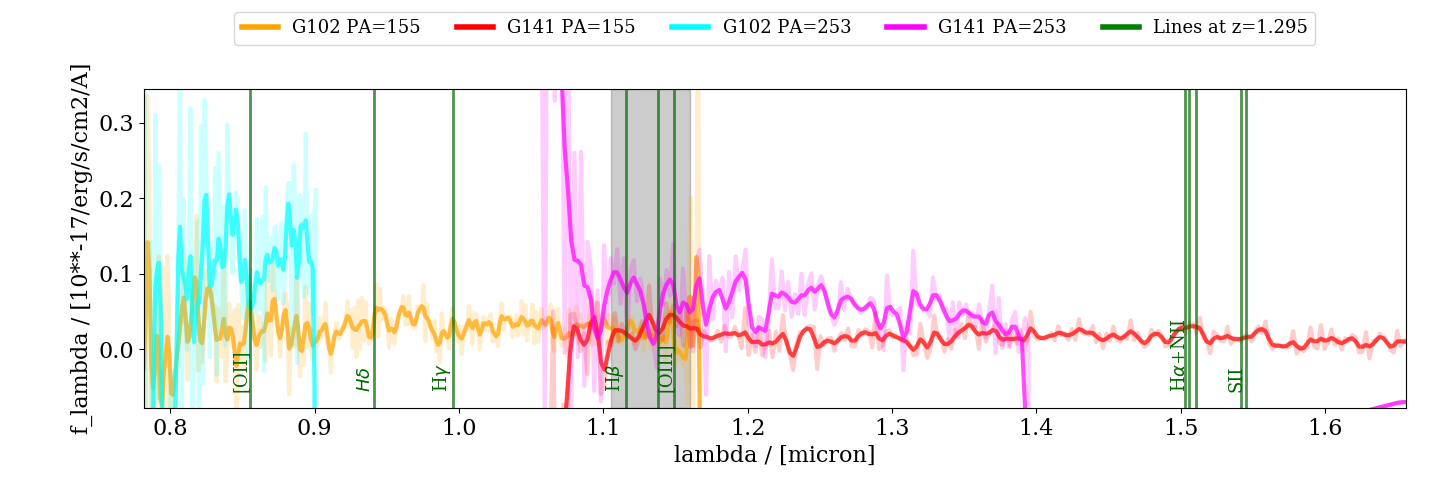 G102 PA=155 G141 PA=155 G102 PA=253 G141 PA=253 Lines at z=1.295
f_lambda / [10**-17/erg/s/cm2/A]
0.3
0.2
0.1
0.0
[OII]
Hδ
Hγ
Hβ
[OIII]
Hα+NII
SII
0.8 0.9 1.0 1.1 1.2 1.3 1.4 1.5 1.6
lambda / [micron]